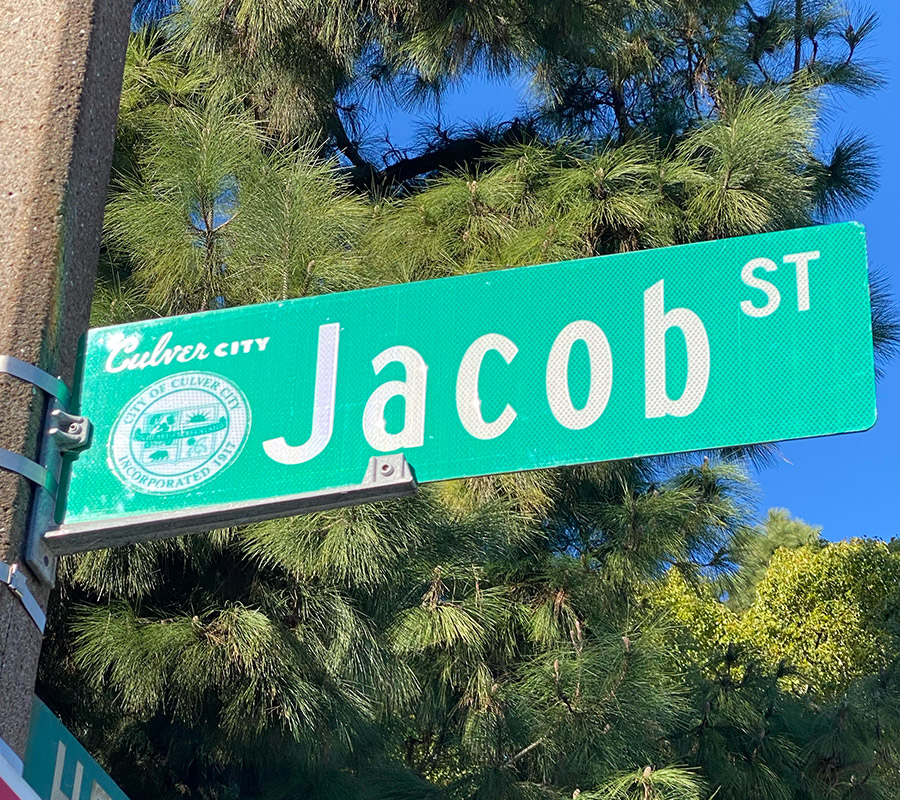 Culver CITY
Jacob ST
CITY OF CULVER CITY
INCORPORATED 1917